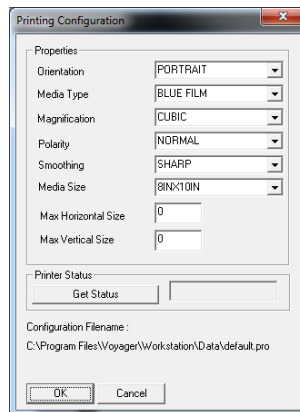 Printing Configuration
Properties
Orientation PORTRAIT
Media Type BLUE FILM
Magnification CUBIC
Polarity NORMAL
Smoothing SHARP
Media Size 8INX10IN
Max Horizontal Size 0
Max Vertical Size 0
Printer Status
Get Status
Configuration Filename :
C:\Program Files\Voyager\Workstation\Data\default.pro
OK Cancel